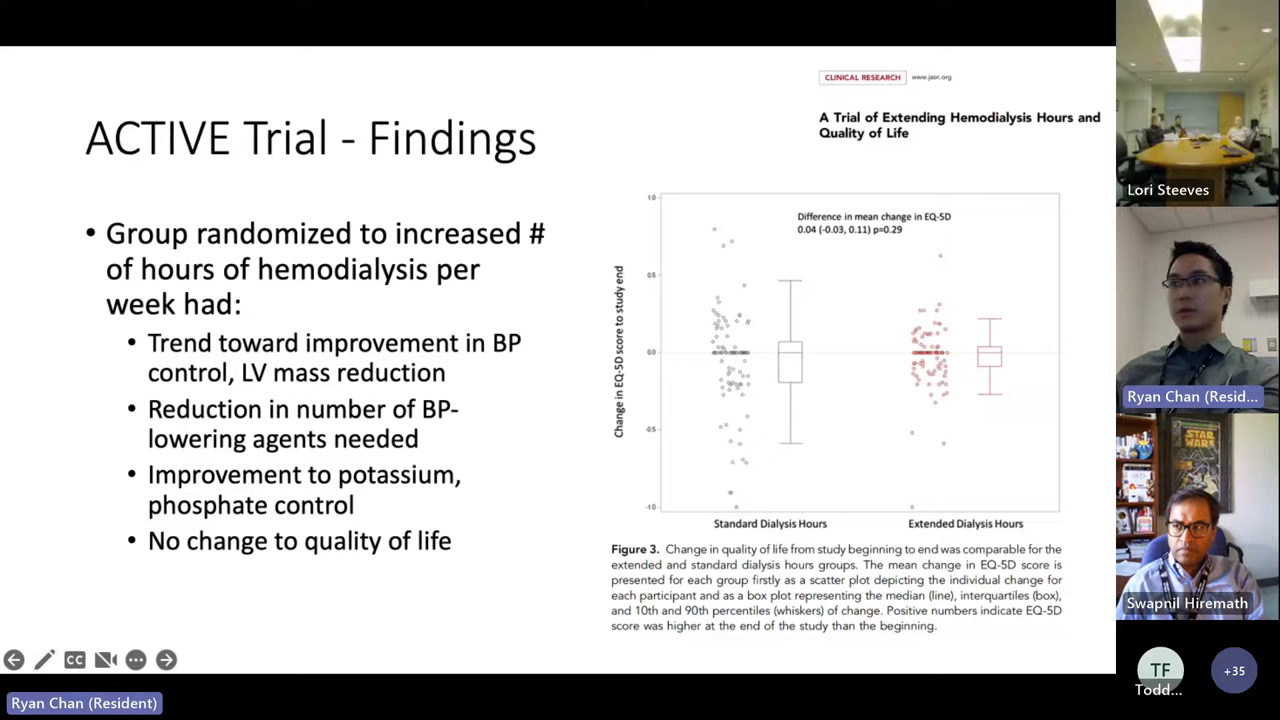 CLINICAL RESEARCH www.jasn.org
A Trial of Extending Hemodialysis Hours and
Quality of Life
ACTIVE Trial - Findings
• Group randomized to increased #
of hours of hemodialysis per
week had:
• Trend toward improvement in BP
control, LV mass reduction
• Reduction in number of BP-
lowering agents needed
• Improvement to potassium,
phosphate control
• No change to quality of life
Difference in mean change in EQ-5D
0.04 (-0.03, 0.11) p=0.29
Change in EQ-5D score to study end
1.0
0.5
0.0
-0.5
-1.0
Standard Dialysis Hours
Extended Dialysis Hours
Figure 3. Change in quality of life from study beginning to end was comparable for the
extended and standard dialysis hours groups. The mean change in EQ-5D score is
presented for each group firstly as a scatter plot depicting the individual change for
each participant and as a box plot representing the median (line), interquartiles (box),
and 10th and 90th percentiles (whiskers) of change. Positive numbers indicate EQ-5D
score was higher at the end of the study than the beginning.
CC
Ryan Chan (Resident)
Lori Steeves
Ryan Chan (Resid...
STAR
WARS
Swapnil Hiremath
TF
Todd...
+35